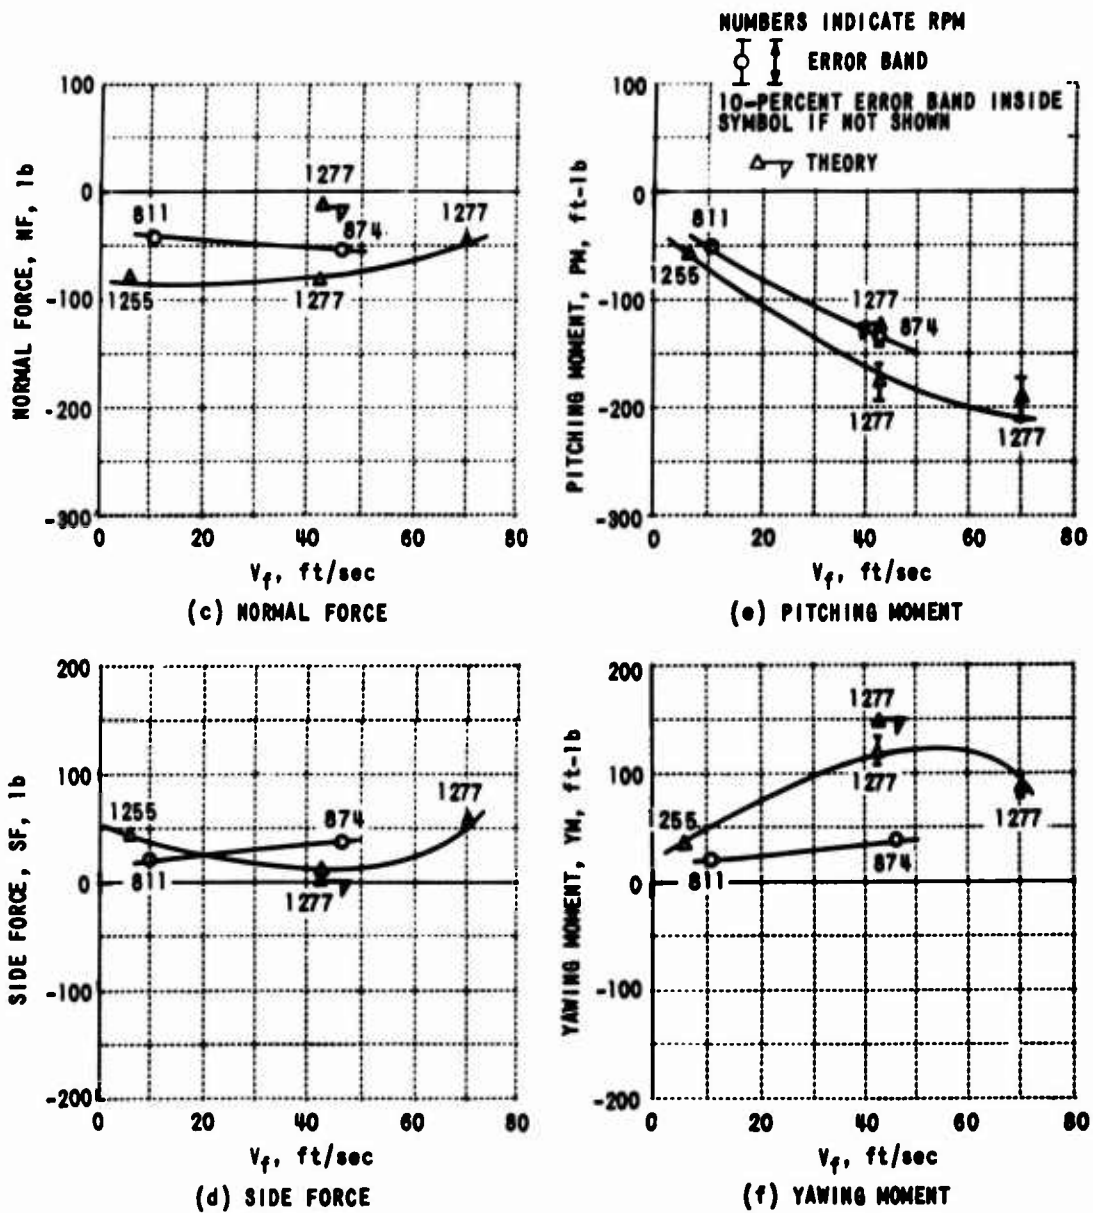 NUMBERS INDICATE RPM
ERROR BAND
10-PERCENT ERROR BAND INSIDE
SYMBOL IF NOT SHOWN
THEORY
NORMAL FORCE, NF, lb
100
0
-100
-200
-300
811
1277
874
1277
1255
1277
0 20 40 60 80
Vf, ft/sec
(c) NORMAL FORCE
PITCHING MOMENT, PM, ft-lb
100
0
-100
-200
-300
811
1255
1277
874
1277
1277
0 20 40 60 80
Vf, ft/sec
(e) PITCHING MOMENT
SIDE FORCE, SF, lb
200
100
0
-100
-200
1255
811
874
1277
1277
0 20 40 60 80
Vf, ft/sec
(d) SIDE FORCE
YAWING MOMENT, YM, ft-lb
200
100
0
-100
-200
1277
1277
1255
1277
811
874
0 20 40 60 80
Vf, ft/sec
(f) YAWING MOMENT